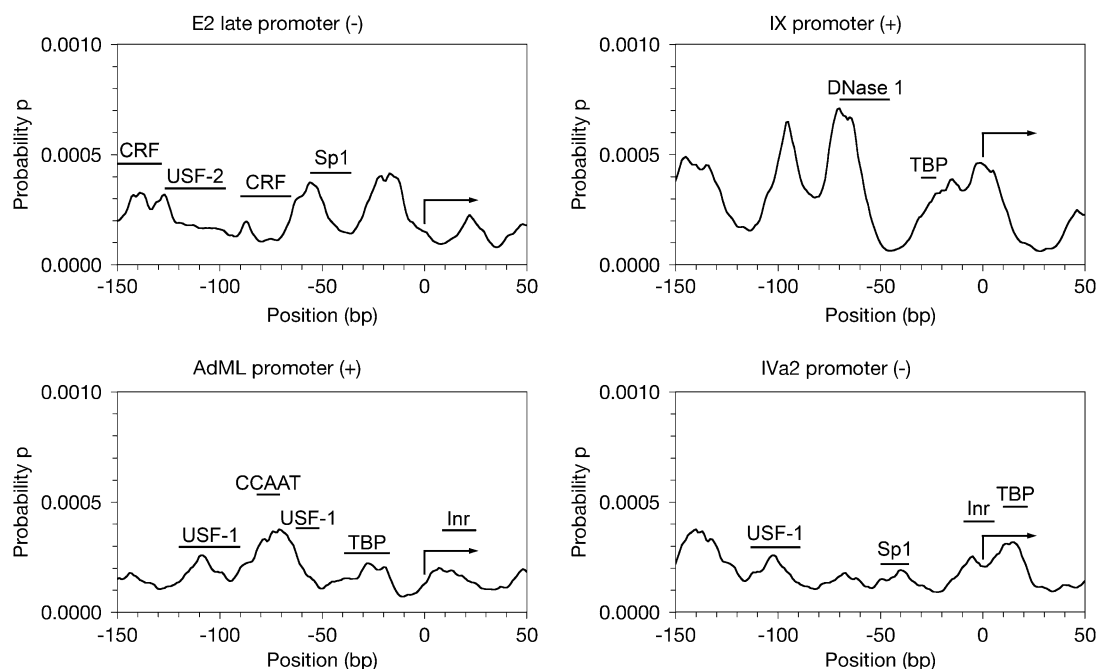 E2 late promoter (-)
0.0010
0.0005
0.0000
Probability p
CRF
USF-2
CRF
Sp1
-150
-100
-50
0
50
Position (bp)
IX promoter (+)
0.0010
0.0005
0.0000
Probability p
DNase 1
TBP
-150
-100
-50
0
50
Position (bp)
AdML promoter (+)
0.0010
0.0005
0.0000
Probability p
CCAAT
USF-1
USF-1
TBP
Inr
-150
-100
-50
0
50
Position (bp)
IVa2 promoter (-)
0.0010
0.0005
0.0000
Probability p
USF-1
Sp1
Inr
TBP
-150
-100
-50
0
50
Position (bp)